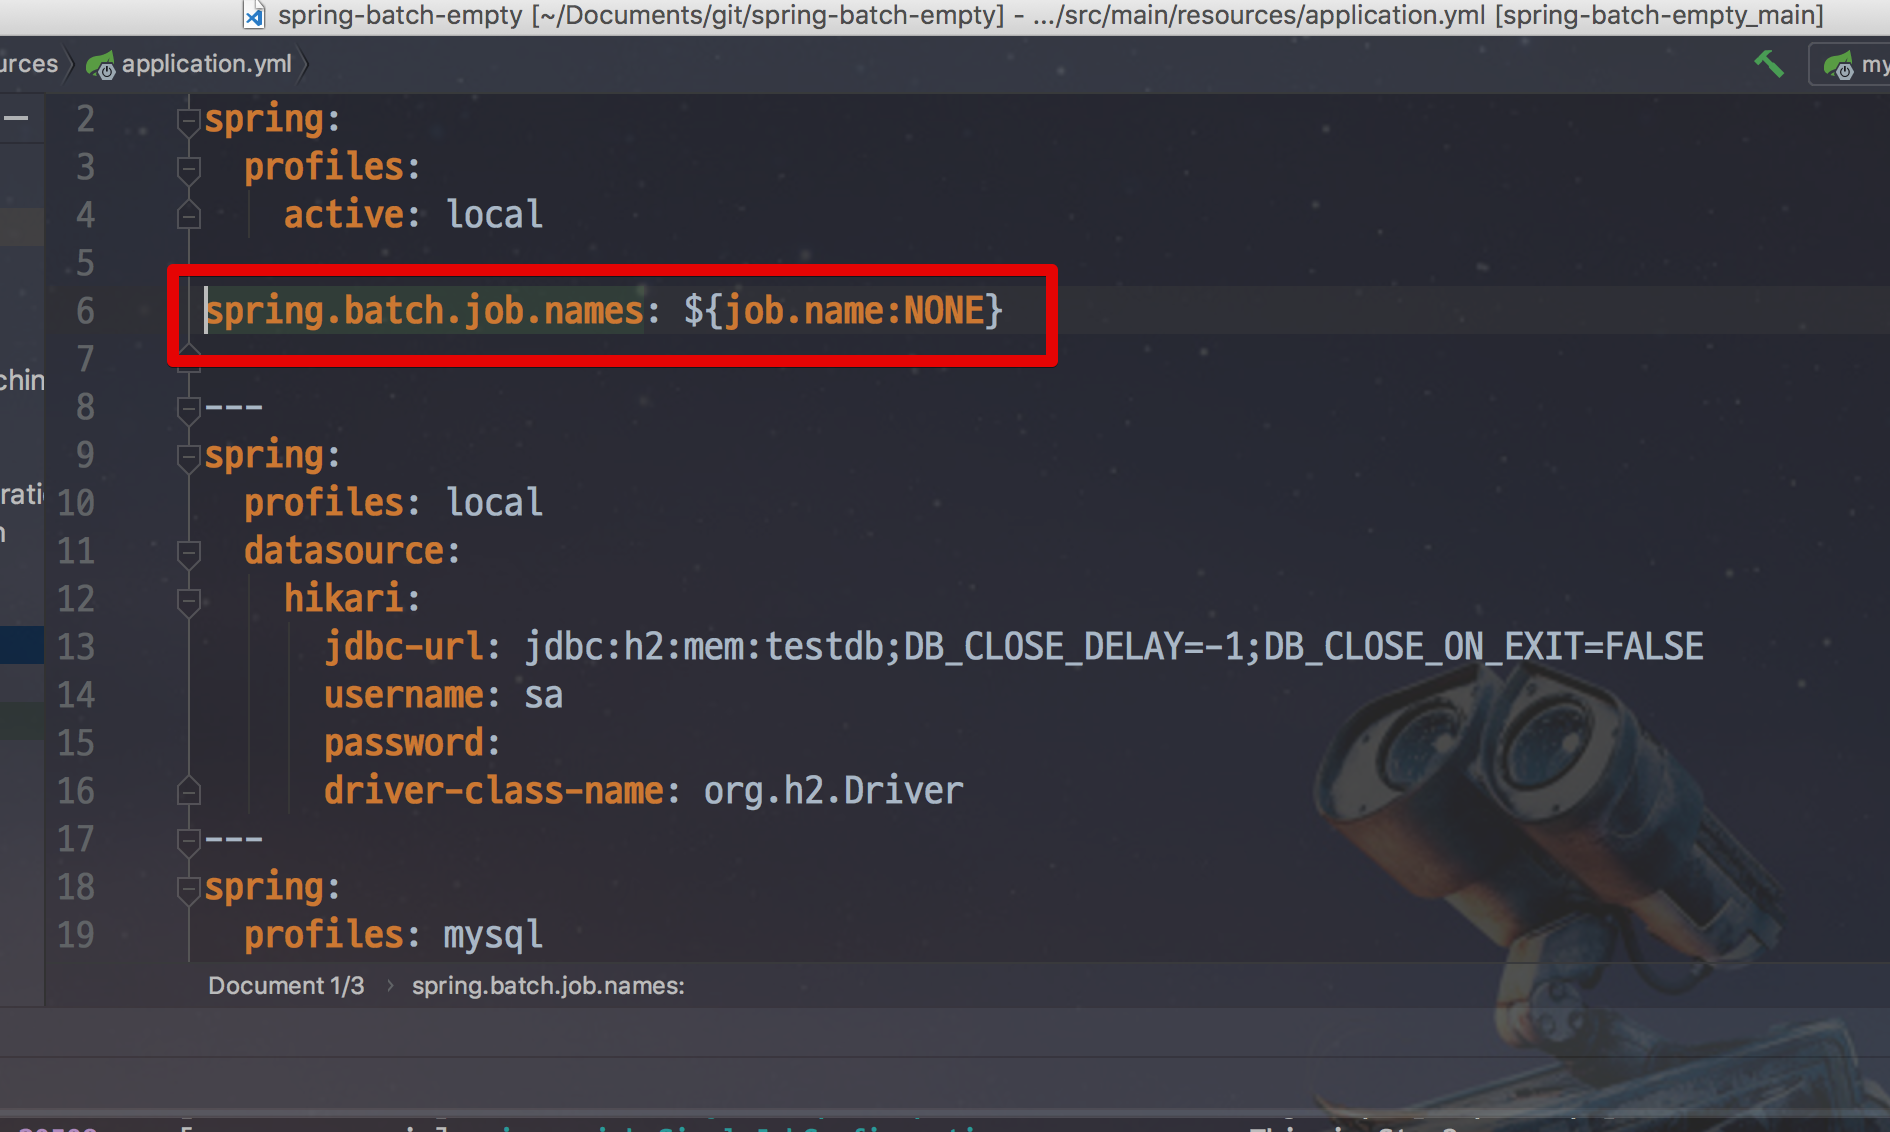 spring-batch-empty [~/Documents/git/spring-batch-empty] - .../src/main/resources/application.yml [spring-batch-empty_main]
urces application.yml my
2 spring:
3 profiles:
4 active: local
5
6 spring.batch.job.names: ${job.name:NONE}
7
8 ---
9 spring:
10 profiles: local
11 datasource:
12 hikari:
13 jdbc-url: jdbc:h2:mem:testdb;DB_CLOSE_DELAY=-1;DB_CLOSE_ON_EXIT=FALSE
14 username: sa
15 password:
16 driver-class-name: org.h2.Driver
17 ---
18 spring:
19 profiles: mysql
Document 1/3 › spring.batch.job.names: